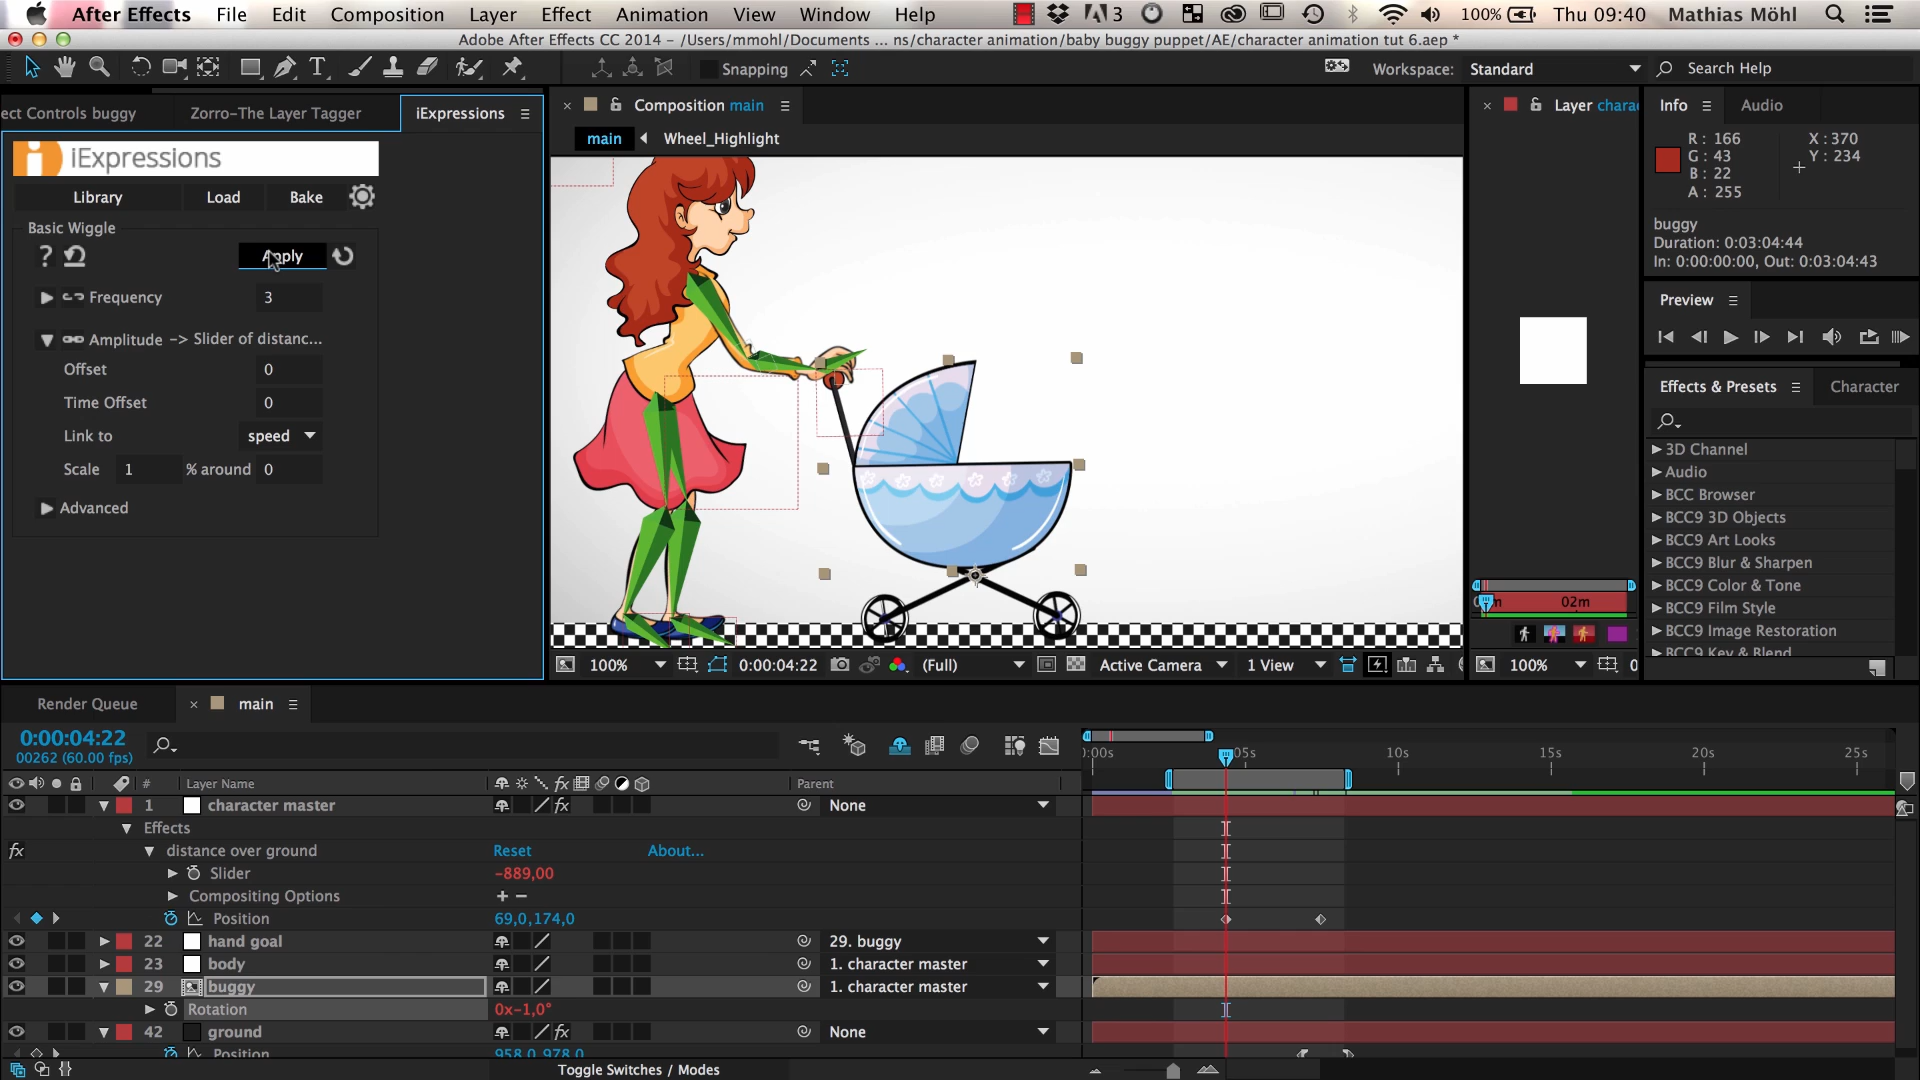 After Effects File Edit Composition Layer Effect Animation View Window Help 3 100% Thu 09:40 Mathias Möhl
Adobe After Effects CC 2014 – /Users/mmohl/Documents ... ns/character animation/baby buggy puppet/AE/character animation tut 6.aep *
Snapping Workspace: Standard Search Help
ect Controls buggy Zorro-The Layer Tagger iExpressions
Composition main
Layer chara
Info Audio
main Wheel_Highlight
iExpressions
Library Load Bake
Basic Wiggle
? Apply
Frequency 3
Amplitude -> Slider of distanc...
Offset 0
Time Offset 0
Link to speed
Scale 1 % around 0
Advanced
R : 166 X : 370
G : 43 Y : 234
B : 22
A : 255
buggy
Duration: 0:03:04:44
In: 0:00:00:00, Out: 0:03:04:43
Preview
Effects & Presets Character
3D Channel
Audio
BCC Browser
BCC9 3D Objects
BCC9 Art Looks
BCC9 Blur & Sharpen
BCC9 Color & Tone
BCC9 Film Style
BCC9 Image Restoration
BCC9 Key & Blend
02m
100% 0:00:04:22 (Full) Active Camera 1 View
100% 0
Render Queue main
0:00:04:22
00262 (60.00 fps)
):00s 05s 10s 15s 20s 25s
# Layer Name fx Parent
1 character master fx None
Effects
fx distance over ground Reset About...
Slider -889,00
Compositing Options + –
Position 69,0,174,0
22 hand goal 29. buggy
23 body 1. character master
29 buggy 1. character master
Rotation 0x-1,0°
42 ground fx None
Position 958,0,978,0
Toggle Switches / Modes